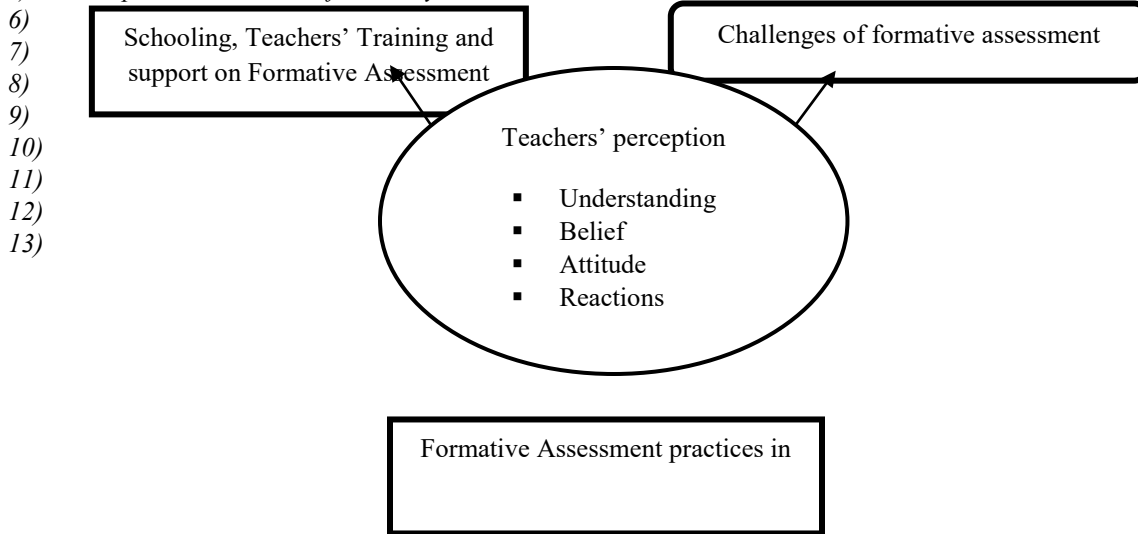 6)
7)
8)
9)
10)
11)
12)
13)
Schooling, Teachers’ Training and
support on Formative Assessment
Challenges of formative assessment
Teachers’ perception
▪ Understanding
▪ Belief
▪ Attitude
▪ Reactions
Formative Assessment practices in